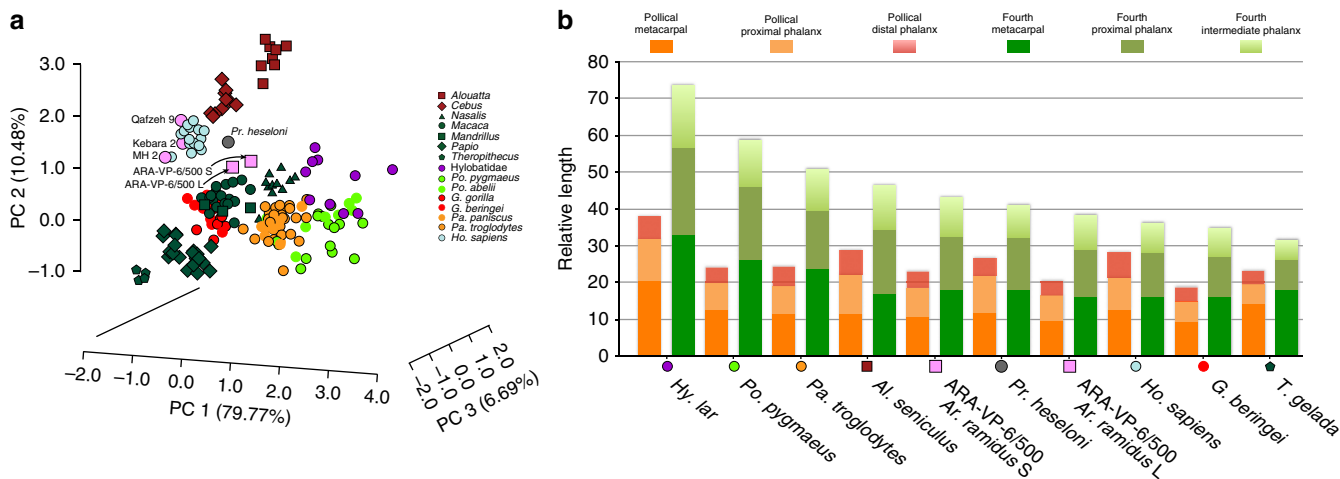 a
3.0
2.0
1.0
0.0
−1.0
PC 2 (10.48%)
Qafzeh 9
Kebara 2
MH 2
Pr. heseloni
ARA-VP-6/500 S
ARA-VP-6/500 L
Alouatta
Cebus
Nasalis
Macaca
Mandrillus
Papio
Theropithecus
Hylobatidae
Po. pygmaeus
Po. abelii
G. gorilla
G. beringei
Pa. paniscus
Pa. troglodytes
Ho. sapiens
−2.0
−1.0
0.0
1.0
2.0
3.0
4.0
PC 1 (79.77%)
−2.0
−1.0
0.0
1.0
2.0
PC 3 (6.69%)
b
Pollical
metacarpal
Pollical
proximal phalanx
Pollical
distal phalanx
Fourth
metacarpal
Fourth
proximal phalanx
Fourth
intermediate phalanx
80
70
60
50
40
30
20
10
0
Relative length
Hy. lar
Po. pygmaeus
Pa. troglodytes
Al. seniculus
ARA-VP-6/500
Ar. ramidus S
Pr. heseloni
ARA-VP-6/500
Ar. ramidus L
Ho. sapiens
G. beringei
T. gelada